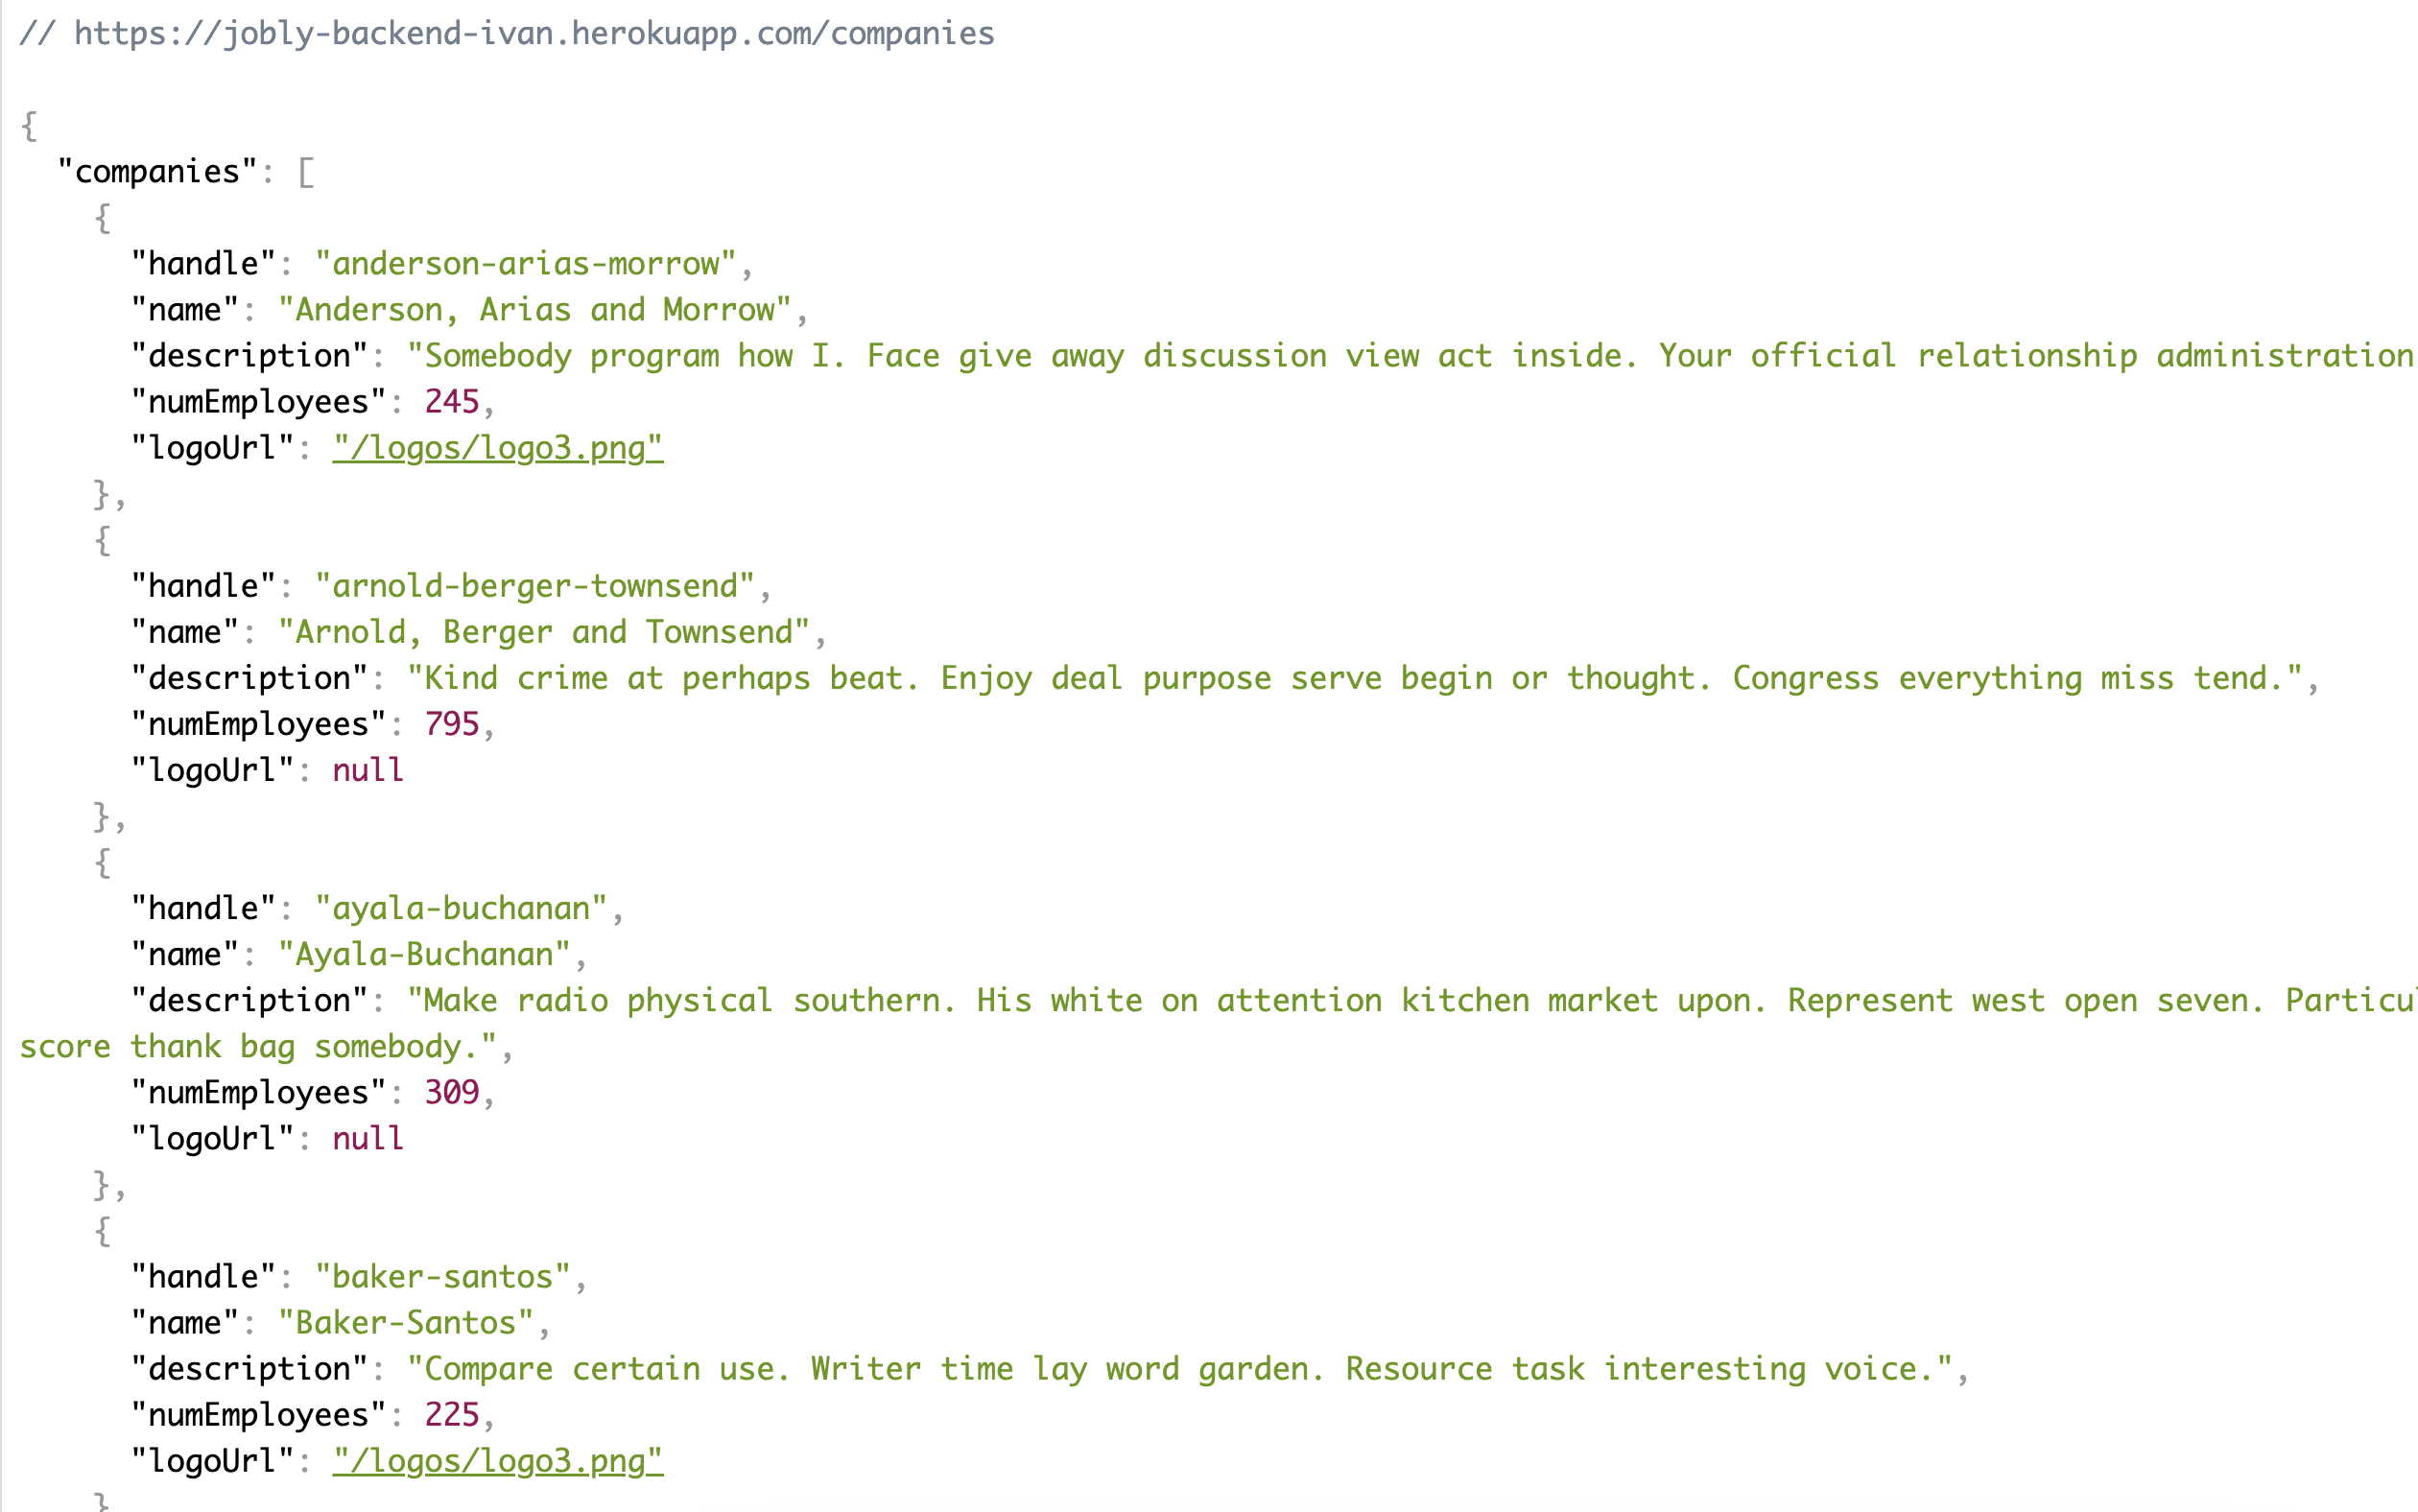 // https://jobly-backend-ivan.herokuapp.com/companies
{
"companies": [
{
"handle": "anderson-arias-morrow",
"name": "Anderson, Arias and Morrow",
"description": "Somebody program how I. Face give away discussion view act inside. Your official relationship administration
"numEmployees": 245,
"logoUrl": "/logos/logo3.png"
},
{
"handle": "arnold-berger-townsend",
"name": "Arnold, Berger and Townsend",
"description": "Kind crime at perhaps beat. Enjoy deal purpose serve begin or thought. Congress everything miss tend.",
"numEmployees": 795,
"logoUrl": null
},
{
"handle": "ayala-buchanan",
"name": "Ayala-Buchanan",
"description": "Make radio physical southern. His white on attention kitchen market upon. Represent west open seven. Particul
score thank bag somebody.",
"numEmployees": 309,
"logoUrl": null
},
{
"handle": "baker-santos",
"name": "Baker-Santos",
"description": "Compare certain use. Writer time lay word garden. Resource task interesting voice.",
"numEmployees": 225,
"logoUrl": "/logos/logo3.png"
}